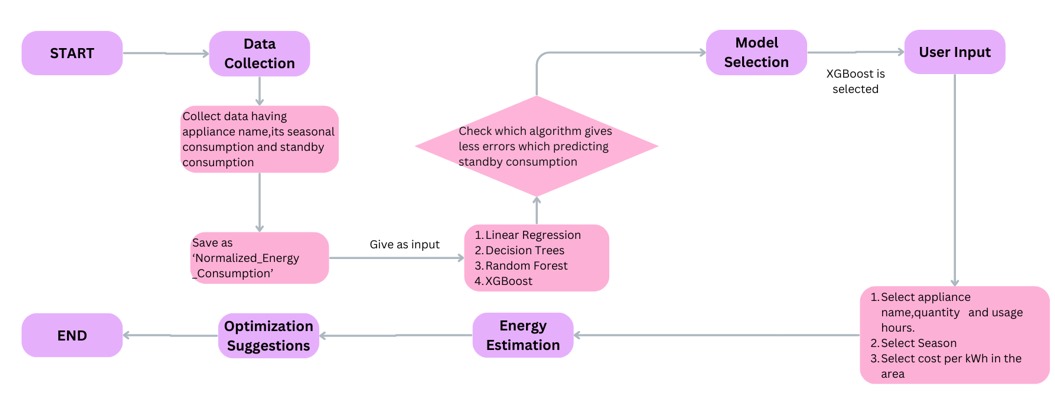 START
Data
Collection
Collect data having
appliance name,its seasonal
consumption and standby
consumption
Save as
‘Normalized_Energy
_Consumption’
Give as input
1. Linear Regression
2. Decision Trees
3. Random Forest
4. XGBoost
Check which algorithm gives
less errors which predicting
standby consumption
Model
Selection
XGBoost is
selected
User Input
1. Select appliance
name,quantity and usage
hours.
2. Select Season
3. Select cost per kWh in the
area
Energy
Estimation
Optimization
Suggestions
END